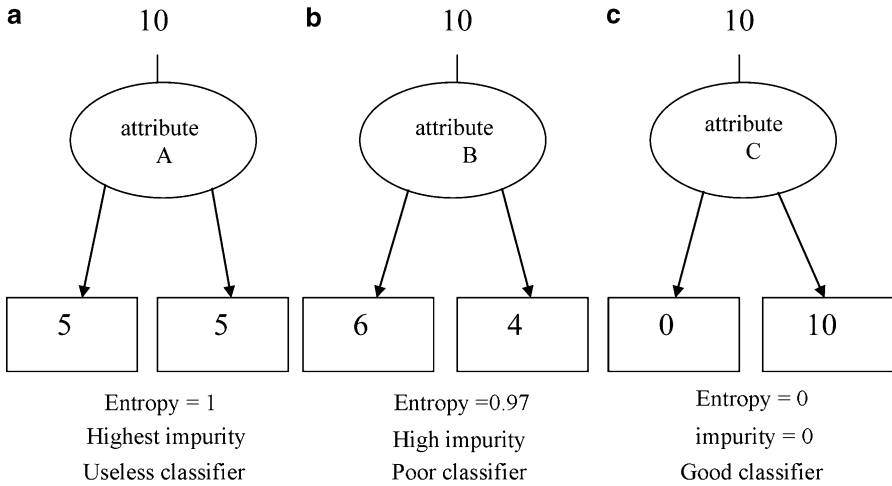 a
10
attribute
A
5
5
Entropy = 1
Highest impurity
Useless classifier
b
10
attribute
B
6
4
Entropy =0.97
High impurity
Poor classifier
c
10
attribute
C
0
10
Entropy = 0
impurity = 0
Good classifier